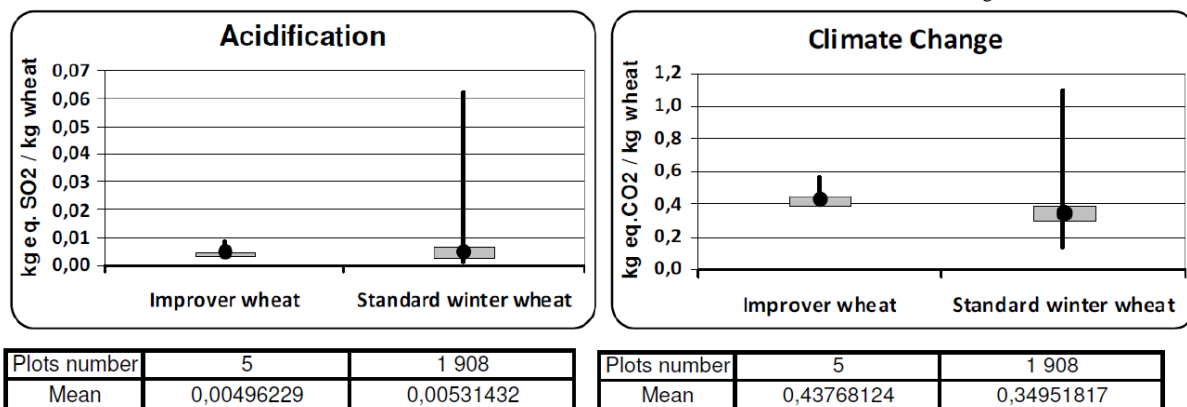 Acidification
kg eq. SO2 / kg wheat
0,07
0,06
0,05
0,04
0,03
0,02
0,01
0,00
Improver wheat Standard winter wheat
Plots number 5 1 908
Mean 0,00496229 0,00531432
Climate Change
kg eq.CO2 / kg wheat
1,2
1,0
0,8
0,6
0,4
0,2
0,0
Improver wheat Standard winter wheat
Plots number 5 1 908
Mean 0,43768124 0,34951817